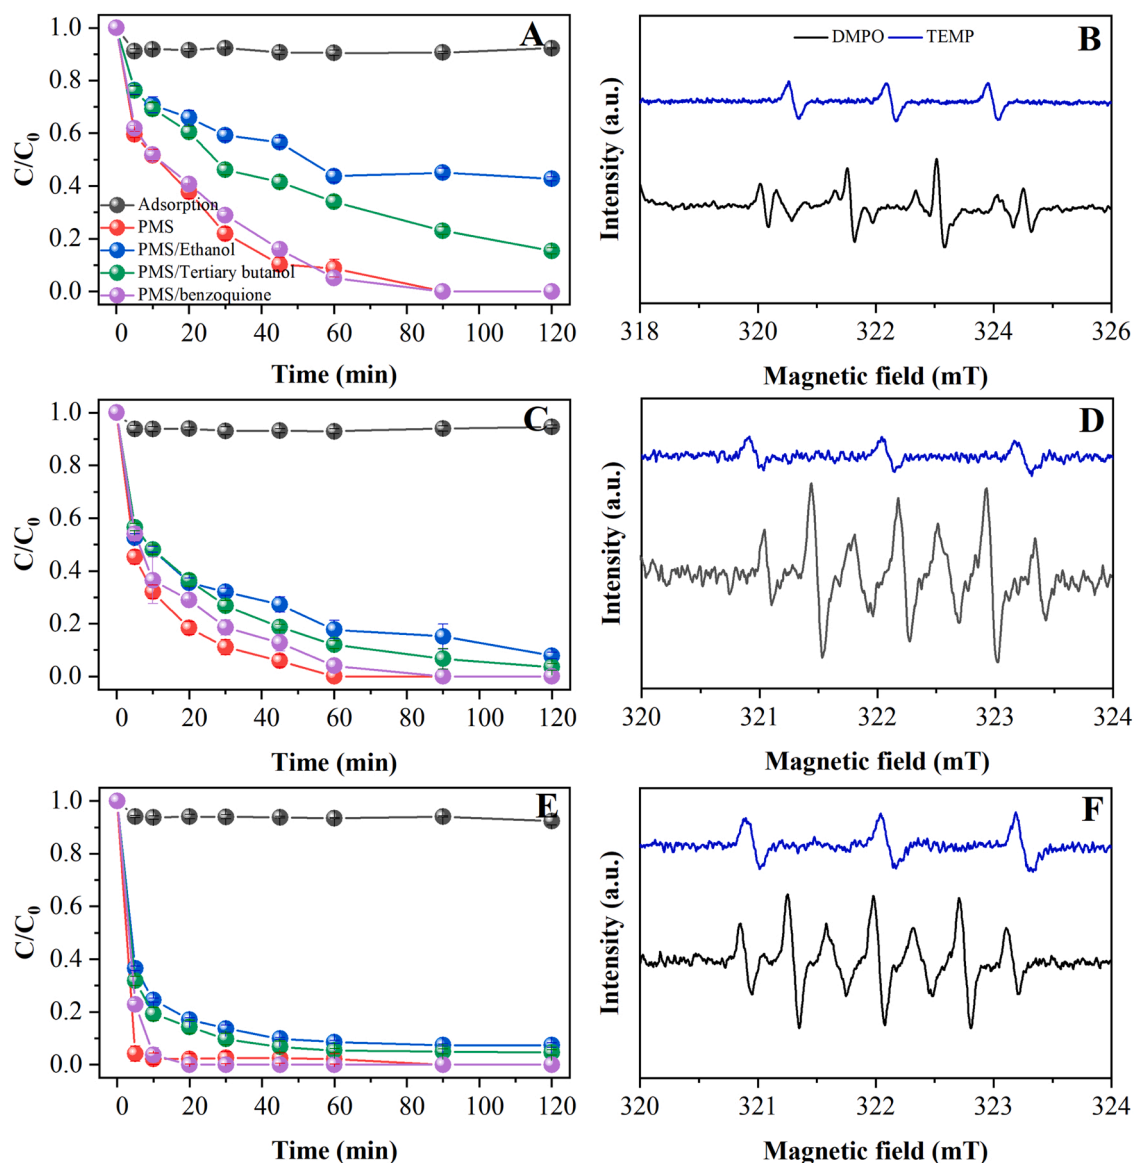 A
1.0
0.8
0.6
0.4
0.2
0.0
C/C0
Adsorption
PMS
PMS/Ethanol
PMS/Tertiary butanol
PMS/benzoquione
0 20 40 60 80 100 120
Time (min)
B
DMPO TEMP
Intensity (a.u.)
318 320 322 324 326
Magnetic field (mT)
C
1.0
0.8
0.6
0.4
0.2
0.0
C/C0
0 20 40 60 80 100 120
Time (min)
D
Intensity (a.u.)
320 321 322 323 324
Magnetic field (mT)
E
1.0
0.8
0.6
0.4
0.2
0.0
C/C0
0 20 40 60 80 100 120
Time (min)
F
Intensity (a.u.)
320 321 322 323 324
Magnetic field (mT)